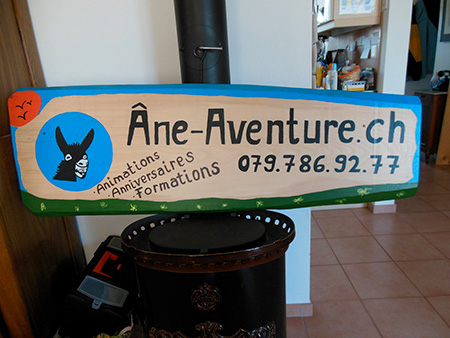 Âne-Aventure.ch
079.786.92.77
· Animations
· Anniversaires
· Formations